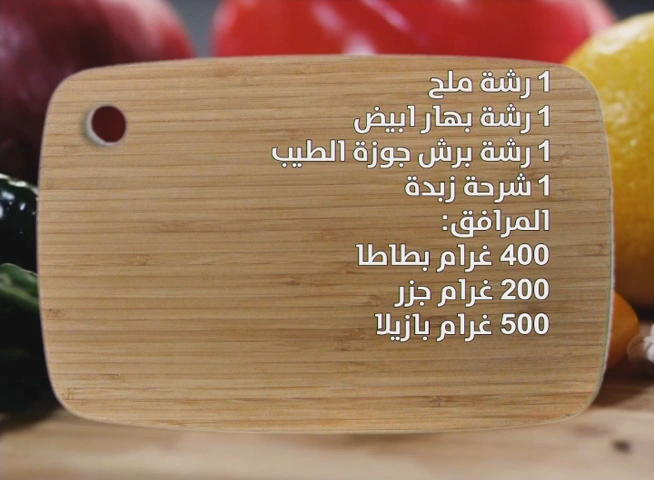 1 رشة ملح
1 رشة بهار ابيض
1 رشة برش جوزة الطيب
1 شرحة زبدة
المرافق:
400 غرام بطاطا
200 غرام جزر
500 غرام بازيلا